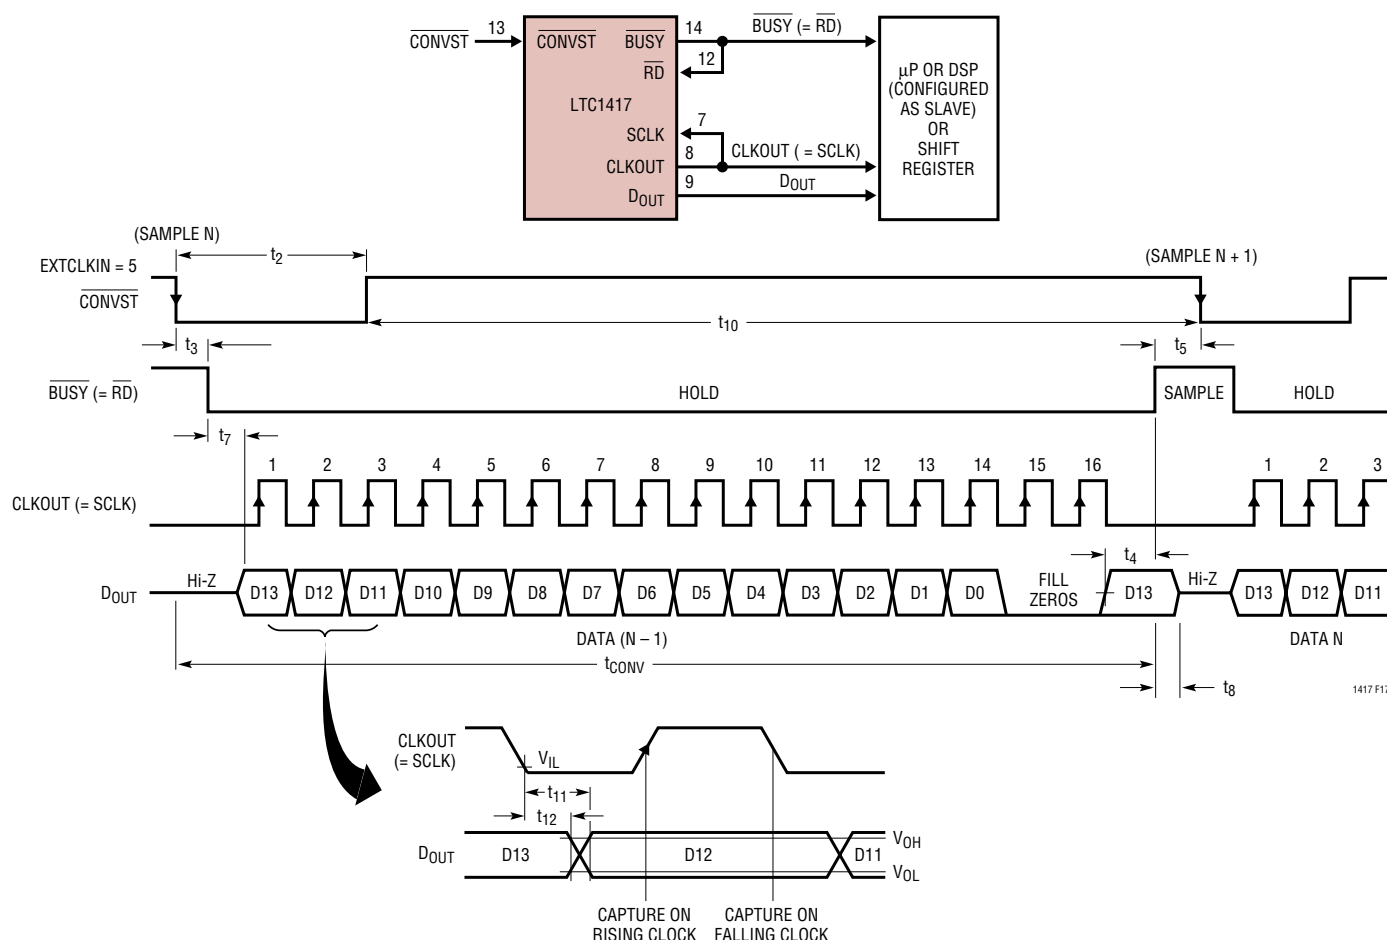 CONVST 13 CONVST BUSY 14 BUSY (= RD)
RD 12
LTC1417
SCLK 7
CLKOUT 8 CLKOUT ( = SCLK)
DOUT 9 DOUT
µP OR DSP
(CONFIGURED
AS SLAVE)
OR
SHIFT
REGISTER
(SAMPLE N)
t2
(SAMPLE N + 1)
EXTCLKIN = 5
CONVST
t10
t3
t5
BUSY (= RD)
HOLD SAMPLE HOLD
t7
1 2 3 4 5 6 7 8 9 10 11 12 13 14 15 16 1 2 3
CLKOUT (= SCLK)
t4
DOUT Hi-Z D13 D12 D11 D10 D9 D8 D7 D6 D5 D4 D3 D2 D1 D0 FILL ZEROS D13 Hi-Z D13 D12 D11
DATA (N – 1) DATA N
tCONV
t8
1417 F17
CLKOUT
(= SCLK)
VIL
t11
t12
DOUT D13 D12 D11
VOH
VOL
CAPTURE ON
RISING CLOCK
CAPTURE ON
FALLING CLOCK